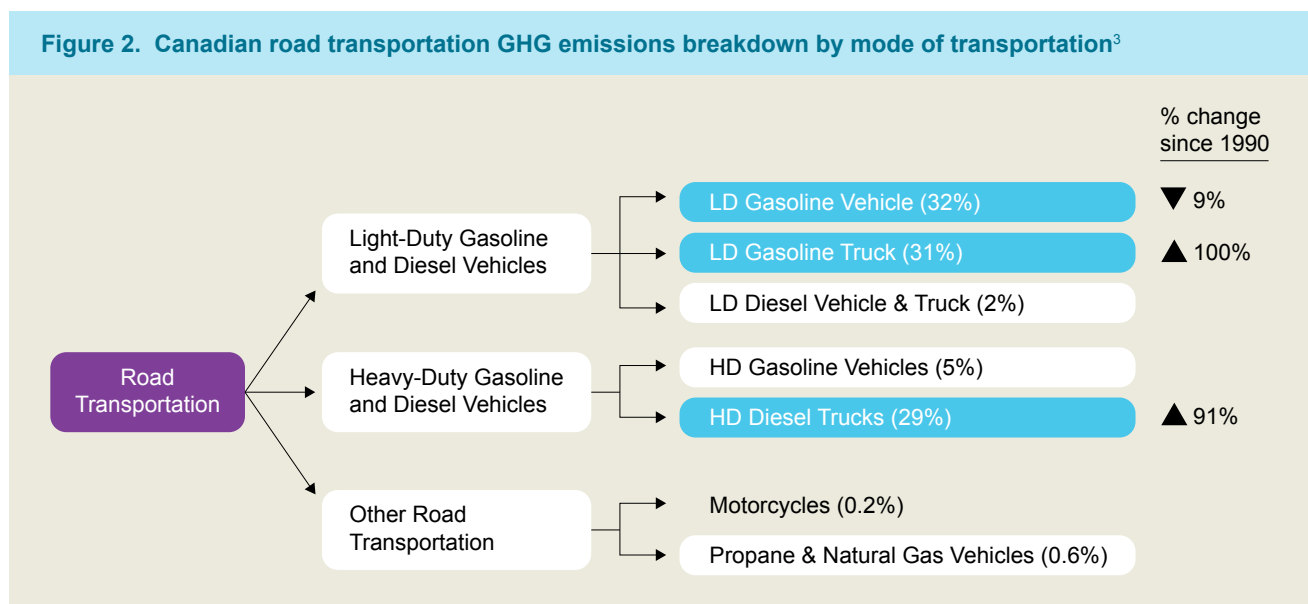 Figure 2.  Canadian road transportation GHG emissions breakdown by mode of transportation³
% change
since 1990
LD Gasoline Vehicle (32%)
▼ 9%
Light-Duty Gasoline
and Diesel Vehicles
LD Gasoline Truck (31%)
▲ 100%
LD Diesel Vehicle & Truck (2%)
Road
Transportation
Heavy-Duty Gasoline
and Diesel Vehicles
HD Gasoline Vehicles (5%)
HD Diesel Trucks (29%)
▲ 91%
Other Road
Transportation
Motorcycles (0.2%)
Propane & Natural Gas Vehicles (0.6%)